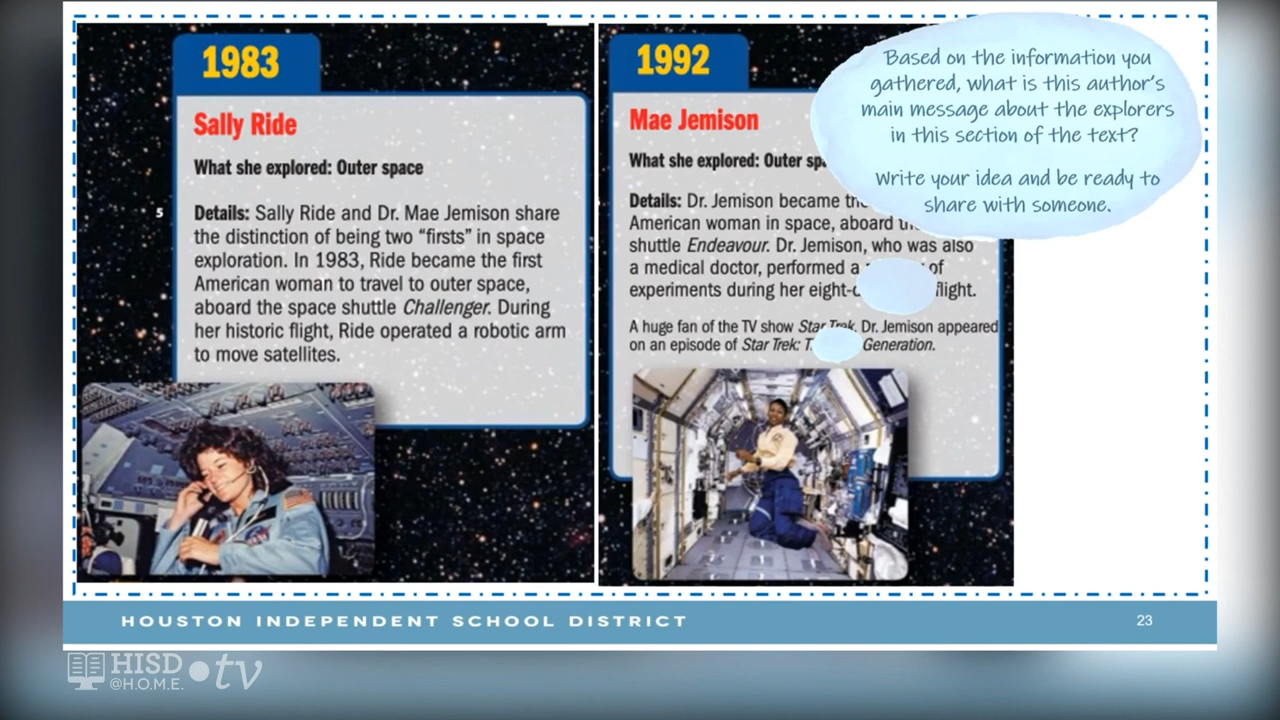 1983
Sally Ride
What she explored: Outer space
5
Details: Sally Ride and Dr. Mae Jemison share
the distinction of being two “firsts” in space
exploration. In 1983, Ride became the first
American woman to travel to outer space,
aboard the space shuttle Challenger. During
her historic flight, Ride operated a robotic arm
to move satellites.
1992
Mae Jemison
What she explored: Outer
Details: Dr. Jemison became
American woman in space, aboard
shuttle Endeavour. Dr. Jemison, who was also
a medical doctor, performed a of
experiments during her flight.
A huge fan of the TV show Star Trek, Dr. Jemison appeared
on an episode of Star Trek: Generation.
Based on the information you
gathered, what is this author's
main message about the explorers
in this section of the text?
Write your idea and be ready to
share with someone.
HOUSTON INDEPENDENT SCHOOL DISTRICT
23
HISD
@H.O.M.E.
tv